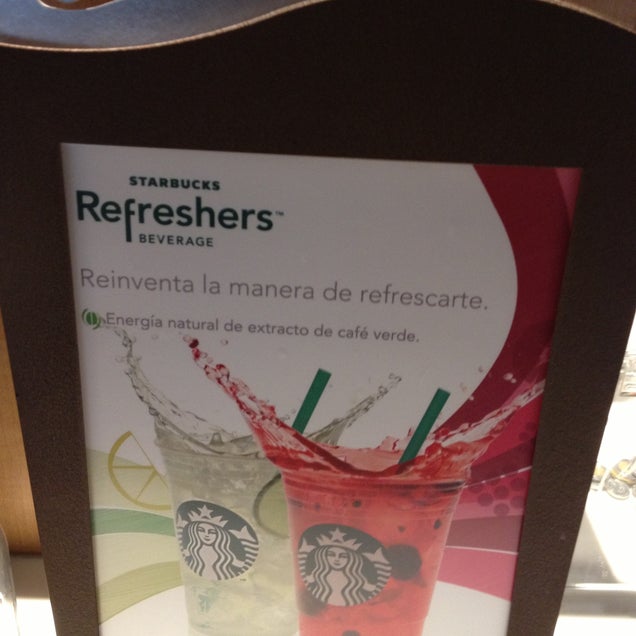 STARBUCKS
Refreshers™
BEVERAGE
Reinventa la manera de refrescarte.
Energía natural de extracto de café verde.